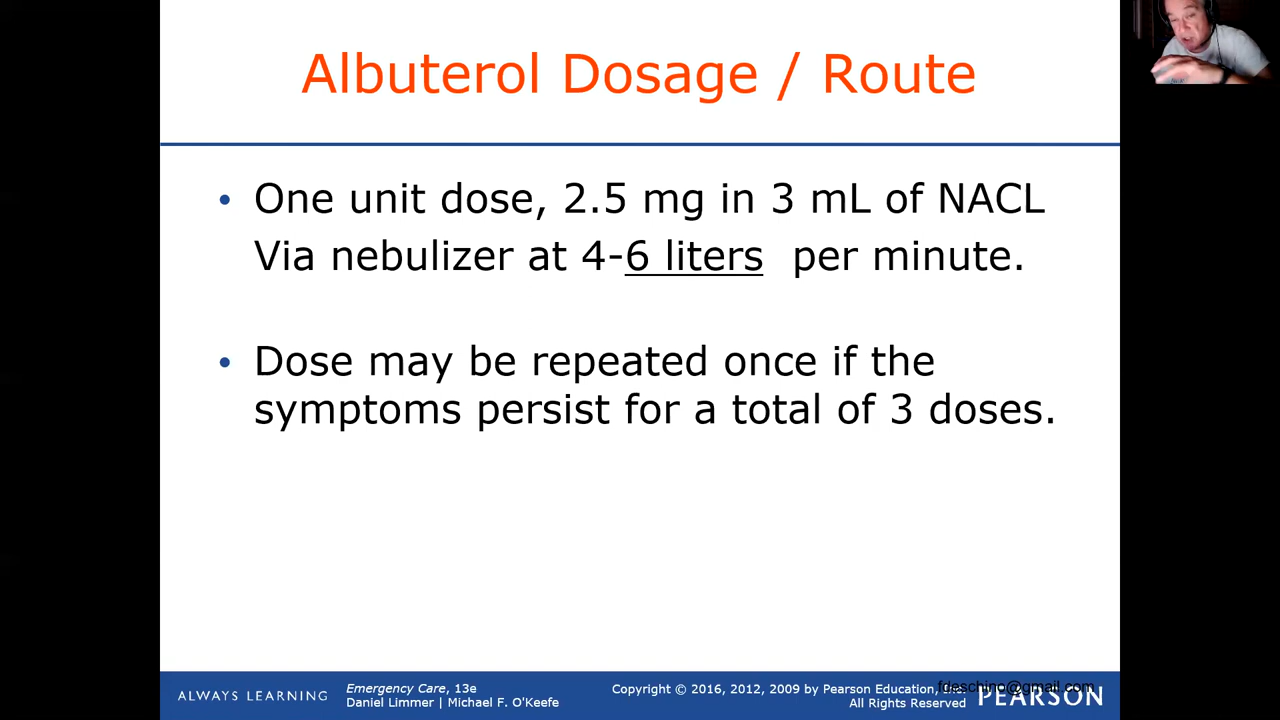 Albuterol Dosage / Route
• One unit dose, 2.5 mg in 3 mL of NACL
Via nebulizer at 4-6 liters per minute.
• Dose may be repeated once if the
symptoms persist for a total of 3 doses.
ALWAYS LEARNING
Emergency Care, 13e
Daniel Limmer | Michael F. O'Keefe
Copyright © 2016, 2012, 2009 by Pearson Education, Inc.
All Rights Reserved
fdeschino@gmail.com
PEARSON